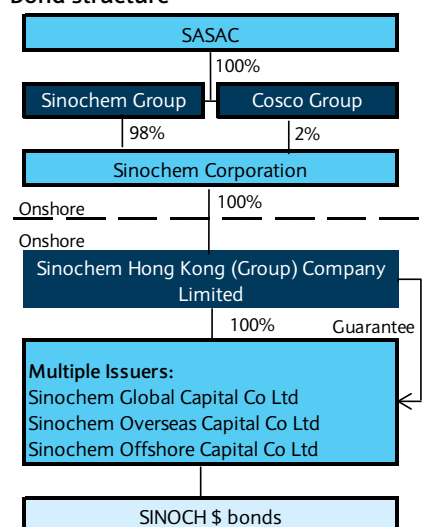 Bond structure
SASAC
100%
Sinochem Group
Cosco Group
98%
2%
Sinochem Corporation
100%
Onshore
Onshore
Sinochem Hong Kong (Group) Company
Limited
100%
Guarantee
Multiple Issuers:
Sinochem Global Capital Co Ltd
Sinochem Overseas Capital Co Ltd
Sinochem Offshore Capital Co Ltd
SINOCH $ bonds